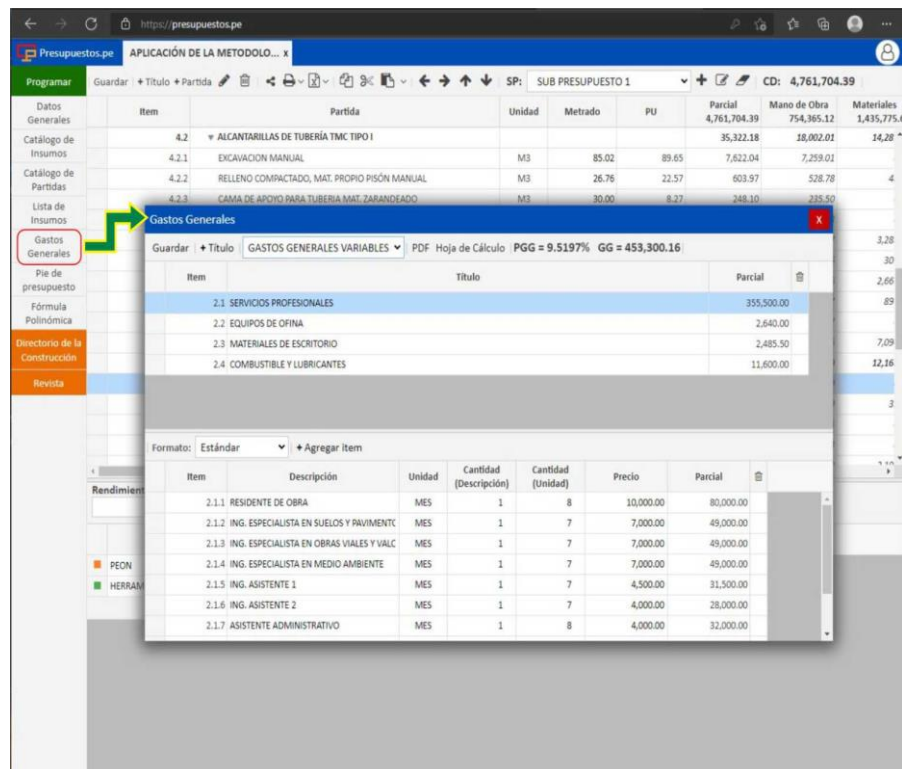 https://presupuestos.pe
Presupuestos.pe APLICACIÓN DE LA METODOLO... x
Programar Guardar + Título + Partida SP: SUB PRESUPUESTO 1 CD: 4,761,704.39
Datos Generales
Catálogo de Insumos
Catálogo de Partidas
Lista de Insumos
Gastos Generales
Pie de presupuesto
Fórmula Polinómica
Directorio de la Construcción
Revista
Item Partida Unidad Metrado PU Parcial 4,761,704.39 Mano de Obra 754,365.12 Materiales 1,435,775.6
4.2 ALCANTARILLAS DE TUBERÍA TMC TIPO I 35,322.18 18,002.01 14,28
4.2.1 EXCAVACION MANUAL M3 85.02 89.65 7,622.04 7,259.01
4.2.2 RELLENO COMPACTADO, MAT. PROPIO PISÓN MANUAL M3 26.76 22.57 603.97 528.78 4
4.2.3 CAMA DE APOYO PARA TUBERIA MAT. ZARANDEADO M3 30.00 8.27 248.10 235.50
3,28
30
2,66
89
7,09
12,16
3
Gastos Generales x
Guardar + Título GASTOS GENERALES VARIABLES PDF Hoja de Cálculo PGG = 9.5197% GG = 453,300.16
Item Título Parcial
2.1 SERVICIOS PROFESIONALES 355,500.00
2.2 EQUIPOS DE OFINA 2,640.00
2.3 MATERIALES DE ESCRITORIO 2,485.50
2.4 COMBUSTIBLE Y LUBRICANTES 11,600.00
Formato: Estándar + Agregar item
Item Descripción Unidad Cantidad (Descripción) Cantidad (Unidad) Precio Parcial
2.1.1 RESIDENTE DE OBRA MES 1 8 10,000.00 80,000.00
2.1.2 ING. ESPECIALISTA EN SUELOS Y PAVIMENTO MES 1 7 7,000.00 49,000.00
2.1.3 ING. ESPECIALISTA EN OBRAS VIALES Y VALC MES 1 7 7,000.00 49,000.00
2.1.4 ING. ESPECIALISTA EN MEDIO AMBIENTE MES 1 7 7,000.00 49,000.00
2.1.5 ING. ASISTENTE 1 MES 1 7 4,500.00 31,500.00
2.1.6 ING. ASISTENTE 2 MES 1 7 4,000.00 28,000.00
2.1.7 ASISTENTE ADMINISTRATIVO MES 1 8 4,000.00 32,000.00
Rendimient
PEON
HERRAM